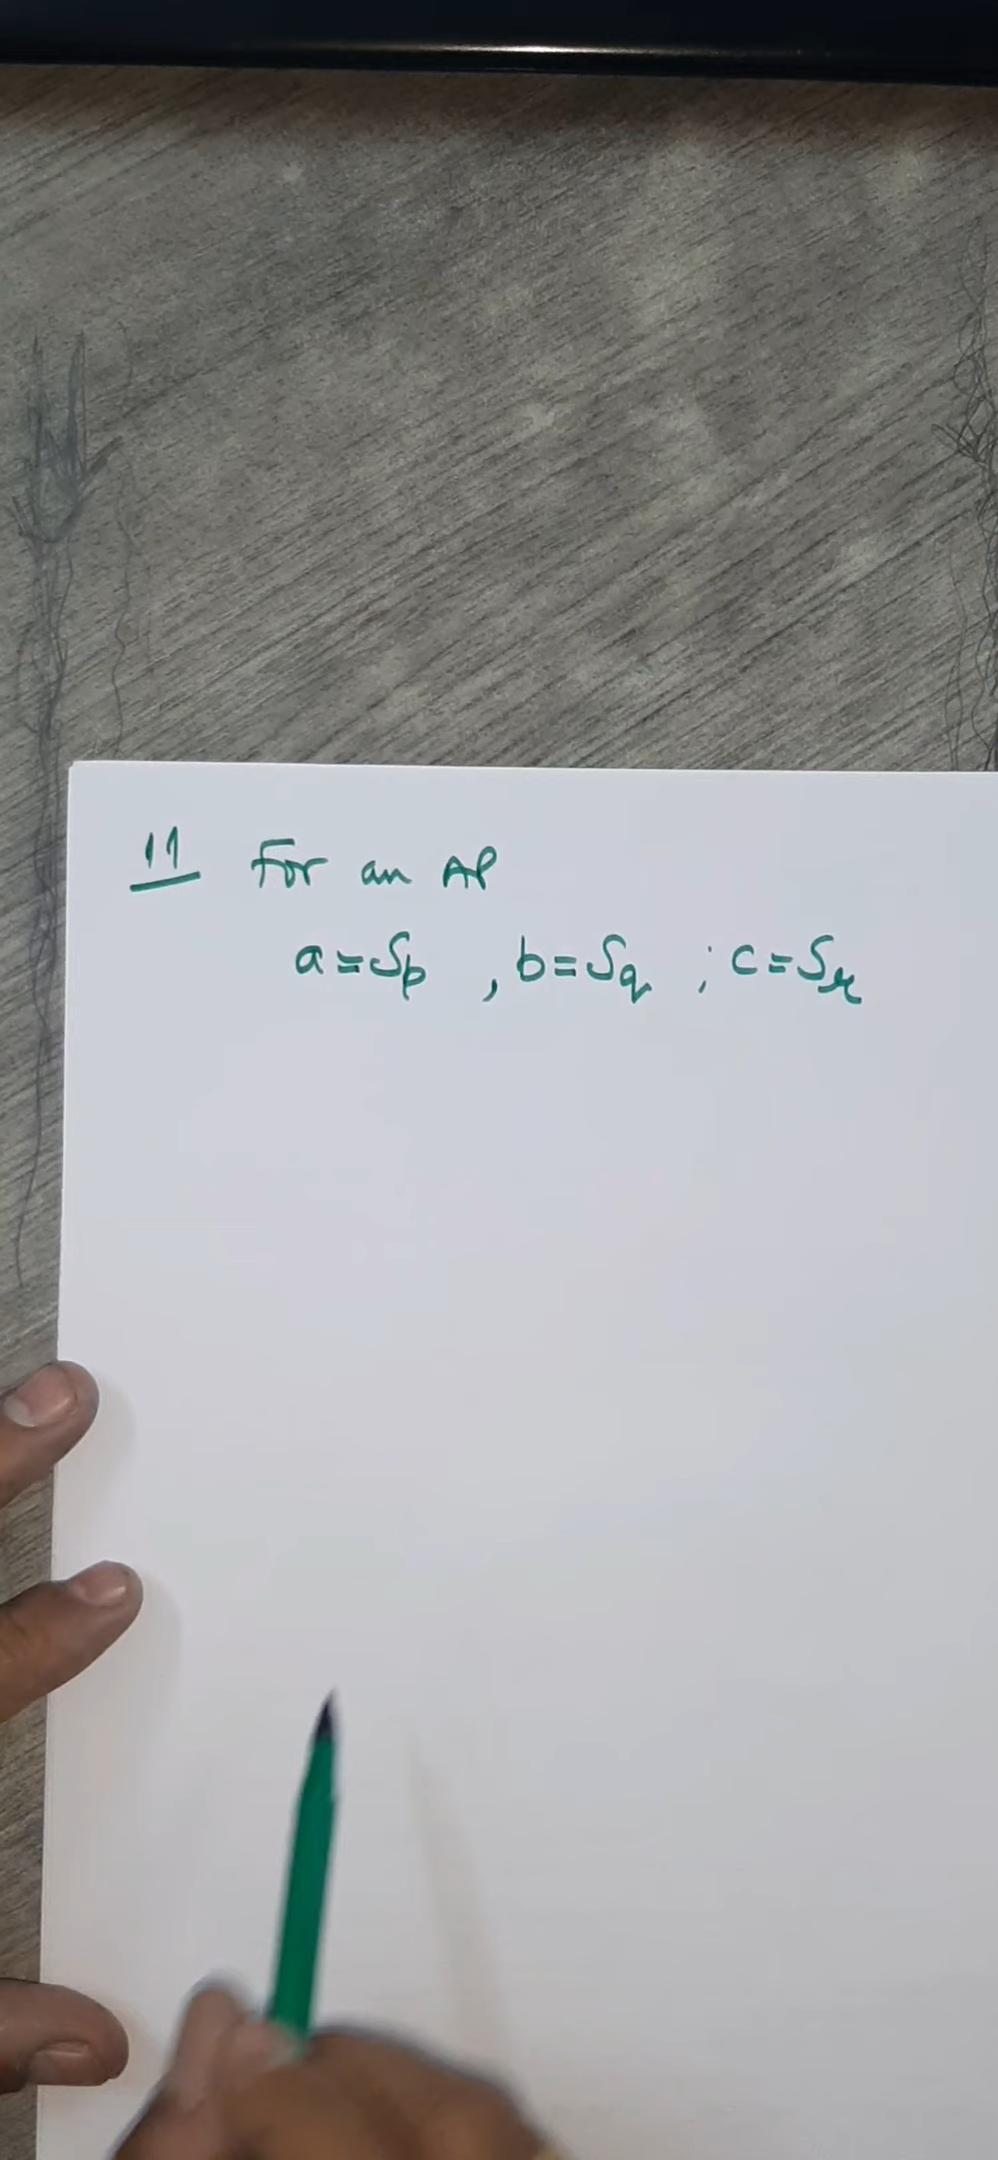 11 For an AP
a=Sp , b=Sq ; c=Sr